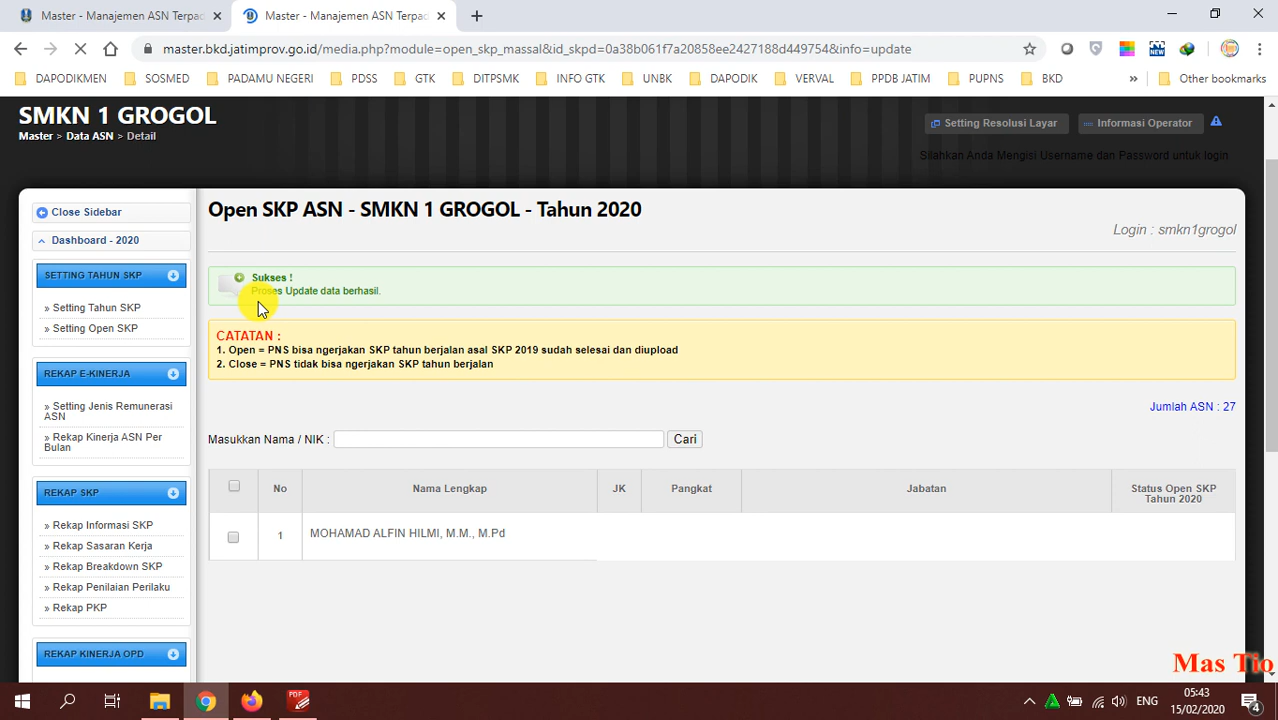 Master - Manajemen ASN Terpad
Master - Manajemen ASN Terpad
master.bkd.jatimprov.go.id/media.php?module=open_skp_massal&id_skpd=0a38b061f7a20858ee2427188d449754&info=update
DAPODIKMEN SOSMED PADAMU NEGERI PDSS GTK DITPSMK INFO GTK UNBK DAPODIK VERVAL PPDB JATIM PUPNS BKD » Other bookmarks
SMKN 1 GROGOL
Master > Data ASN > Detail
Setting Resolusi Layar Informasi Operator
Silahkan Anda Mengisi Username dan Password untuk login
Close Sidebar
Dashboard - 2020
SETTING TAHUN SKP
» Setting Tahun SKP
» Setting Open SKP
REKAP E-KINERJA
» Setting Jenis Remunerasi
ASN
» Rekap Kinerja ASN Per
Bulan
REKAP SKP
» Rekap Informasi SKP
» Rekap Sasaran Kerja
» Rekap Breakdown SKP
» Rekap Penilaian Perilaku
» Rekap PKP
REKAP KINERJA OPD
Open SKP ASN - SMKN 1 GROGOL - Tahun 2020
Login : smkn1grogol
Sukses !
Proses Update data berhasil.
CATATAN :
1. Open = PNS bisa ngerjakan SKP tahun berjalan asal SKP 2019 sudah selesai dan diupload
2. Close = PNS tidak bisa ngerjakan SKP tahun berjalan
Jumlah ASN : 27
Masukkan Nama / NIK : Cari
No Nama Lengkap JK Pangkat Jabatan Status Open SKP
Tahun 2020
1 MOHAMAD ALFIN HILMI, M.M., M.Pd
Mas Tio
PDF
ENG
05:43
15/02/2020
4